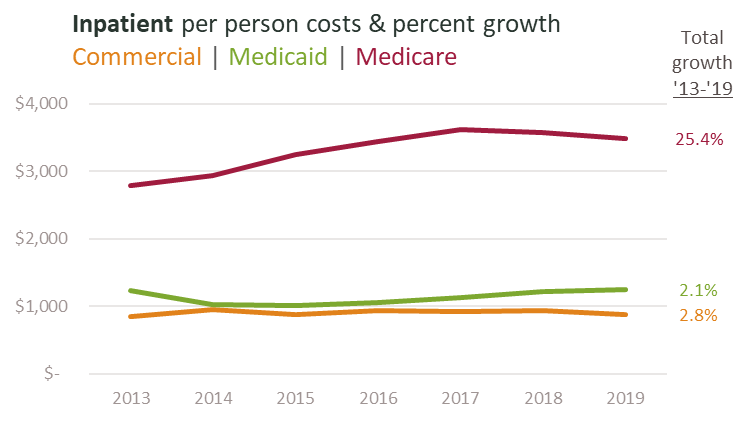 Inpatient per person costs & percent growth
Commercial | Medicaid | Medicare
Total
growth
'13-'19
$4,000
25.4%
$3,000
$2,000
2.1%
$1,000
2.8%
$-
2013 2014 2015 2016 2017 2018 2019